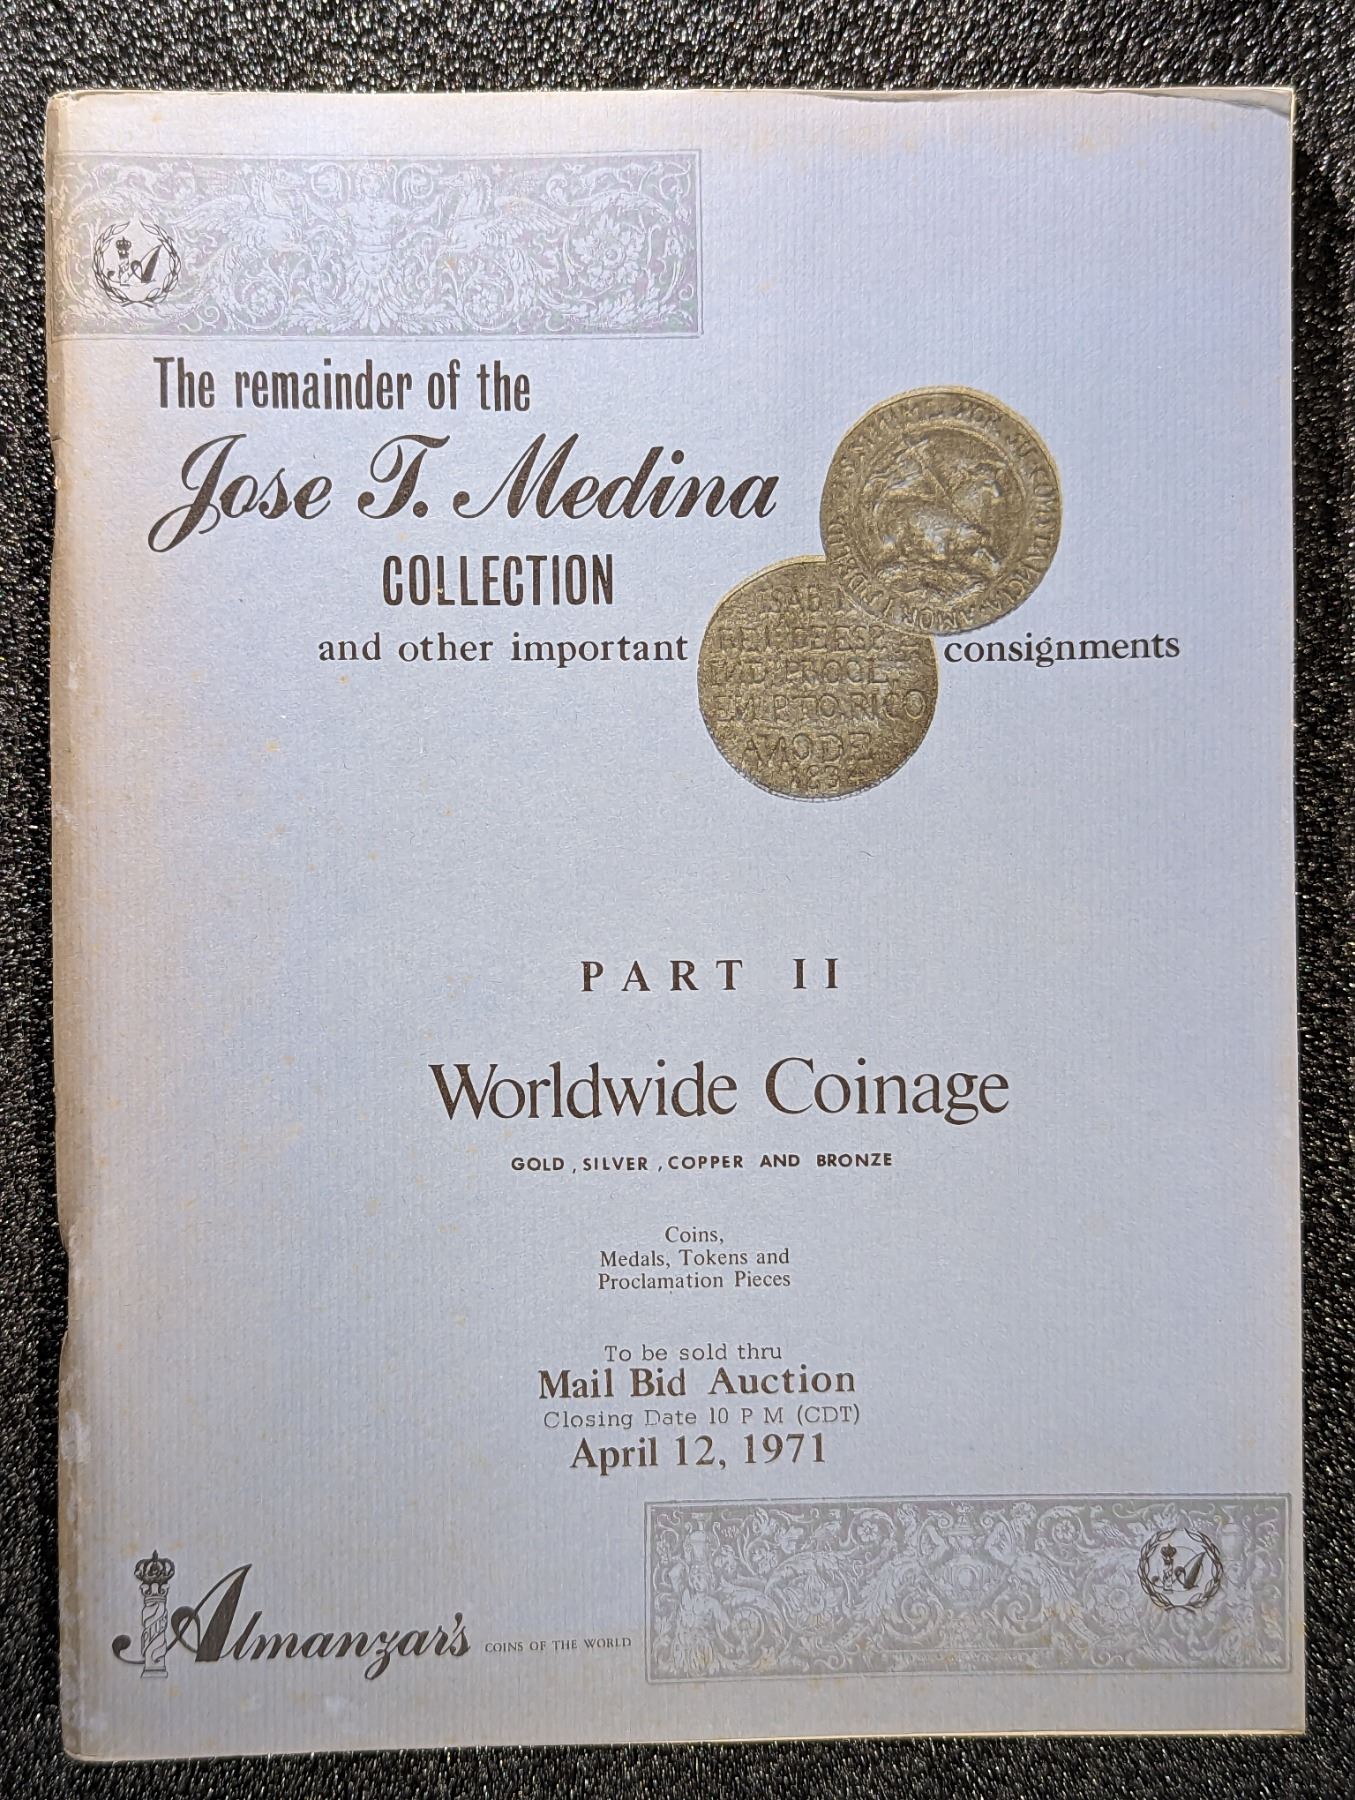 The remainder of the
Jose T. Medina
COLLECTION
and other important consignments
PTO.RICO
PART II
Worldwide Coinage
GOLD, SILVER, COPPER AND BRONZE
Coins,
Medals, Tokens and
Proclamation Pieces
To be sold thru
Mail Bid Auction
Closing Date 10 P M (CDT)
April 12, 1971
Almanzar's COINS OF THE WORLD